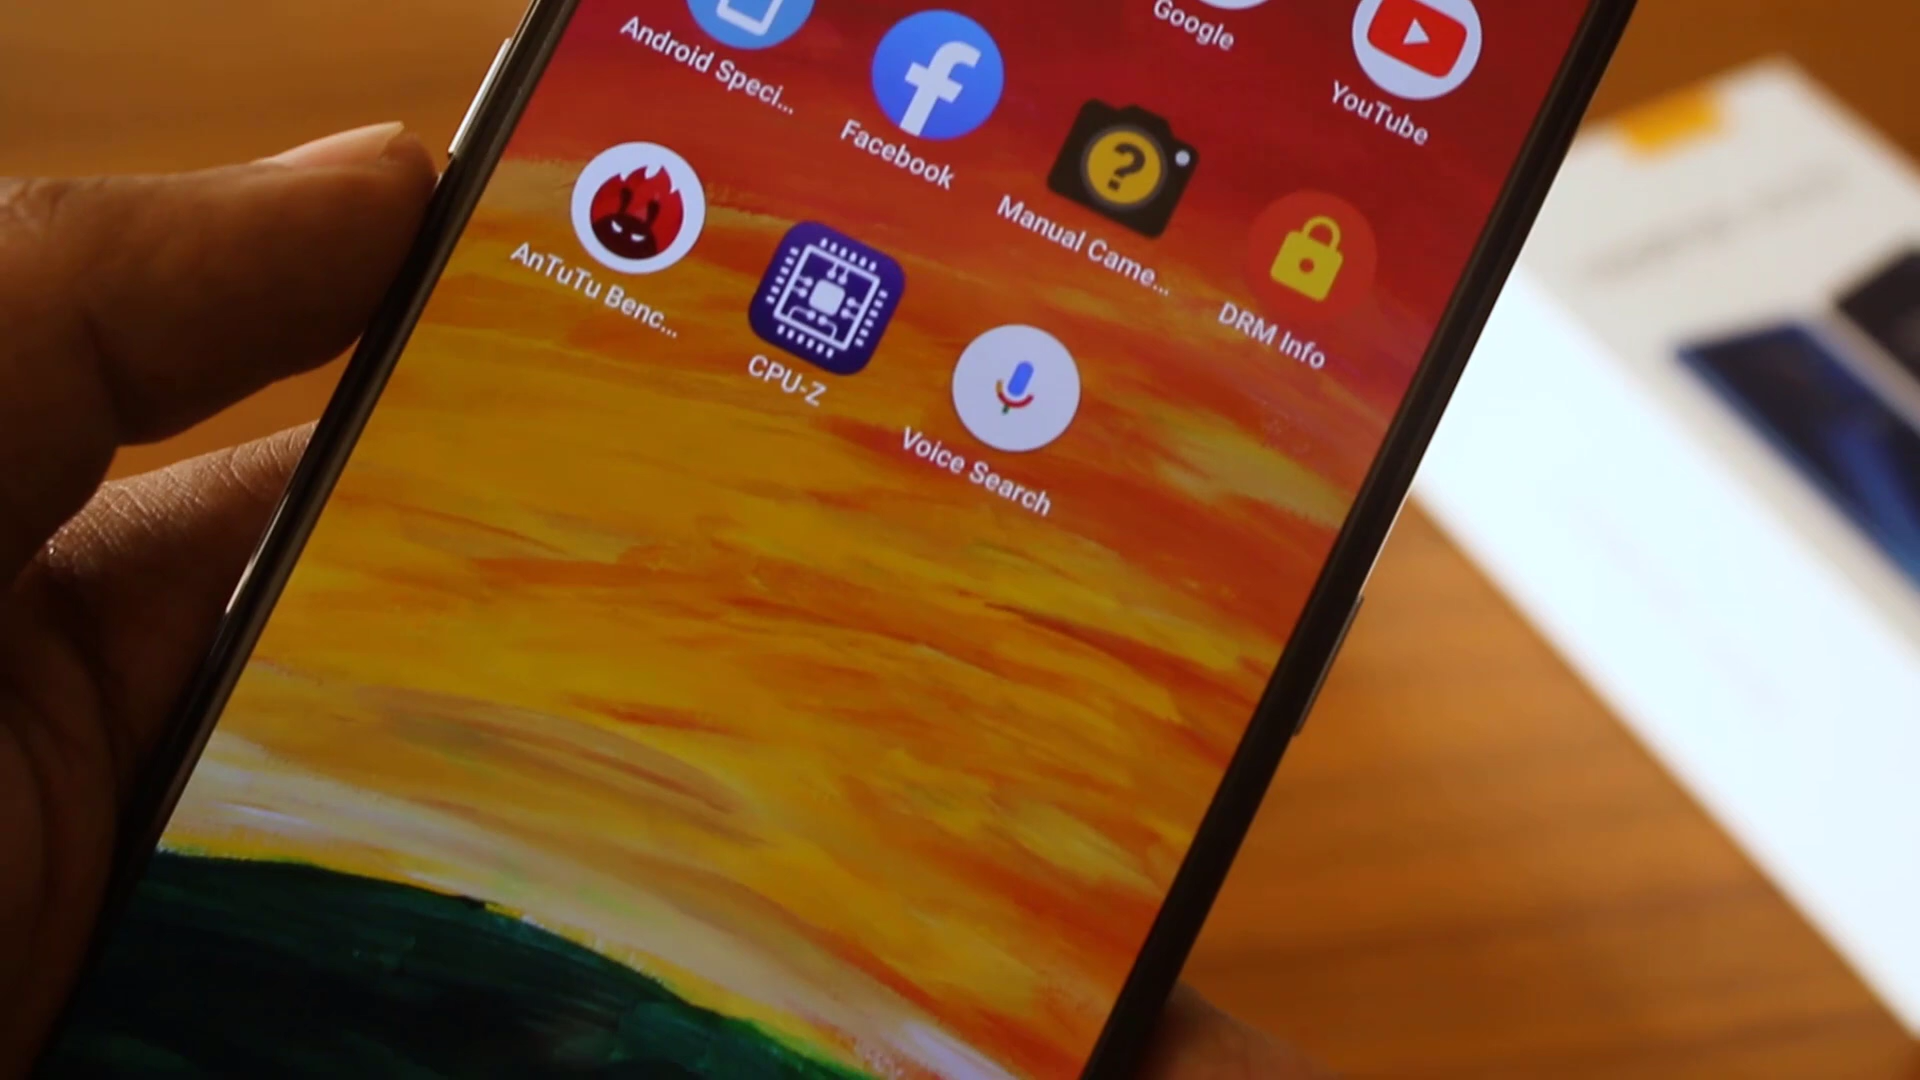 Android Speci...
Facebook
Google
YouTube
AnTuTu Benc...
CPU-Z
Manual Came...
DRM Info
Voice Search